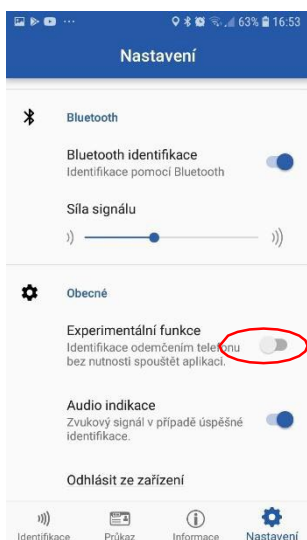 63% 16:53
Nastavení
Bluetooth
Bluetooth identifikace
Identifikace pomocí Bluetooth
Síla signálu
Obecné
Experimentální funkce
Identifikace odemčením telefonu
bez nutnosti spouštět aplikaci.
Audio indikace
Zvukový signál v případě úspěšné
identifikace.
Odhlásit ze zařízení
Identifikace Průkaz Informace Nastavení